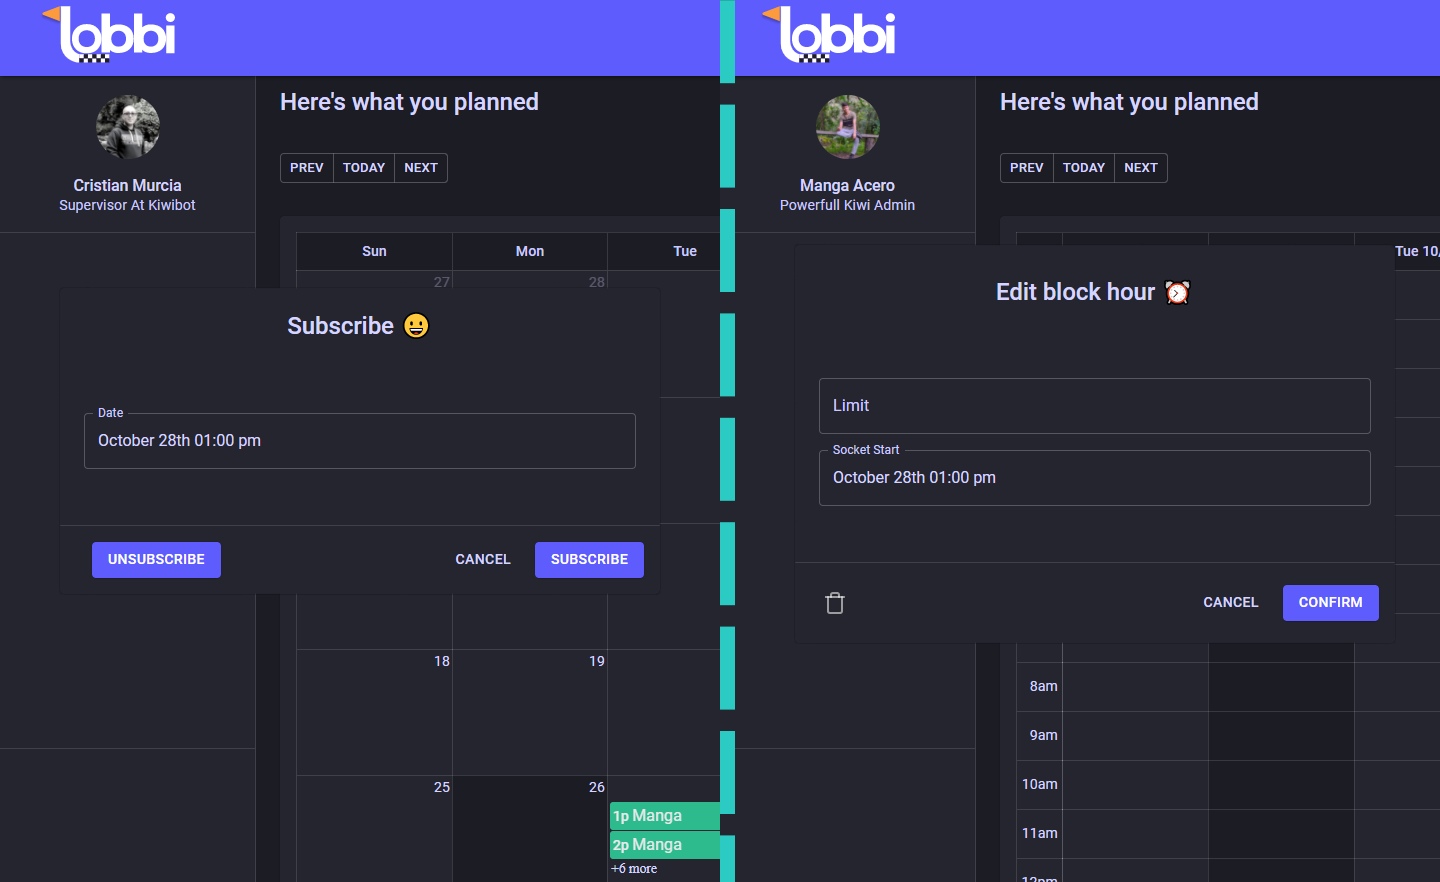 lobbi
Cristian Murcia
Supervisor At Kiwibot
Here's what you planned
PREV TODAY NEXT
Sun Mon Tue
27 28
Subscribe 😀
Date
October 28th 01:00 pm
UNSUBSCRIBE CANCEL SUBSCRIBE
18 19
25 26
1p Manga
2p Manga
+6 more
lobbi
Manga Acero
Powerfull Kiwi Admin
Here's what you planned
PREV TODAY NEXT
Tue 10/
Edit block hour ⏰
Limit
Socket Start
October 28th 01:00 pm
CANCEL CONFIRM
8am
9am
10am
11am
12pm